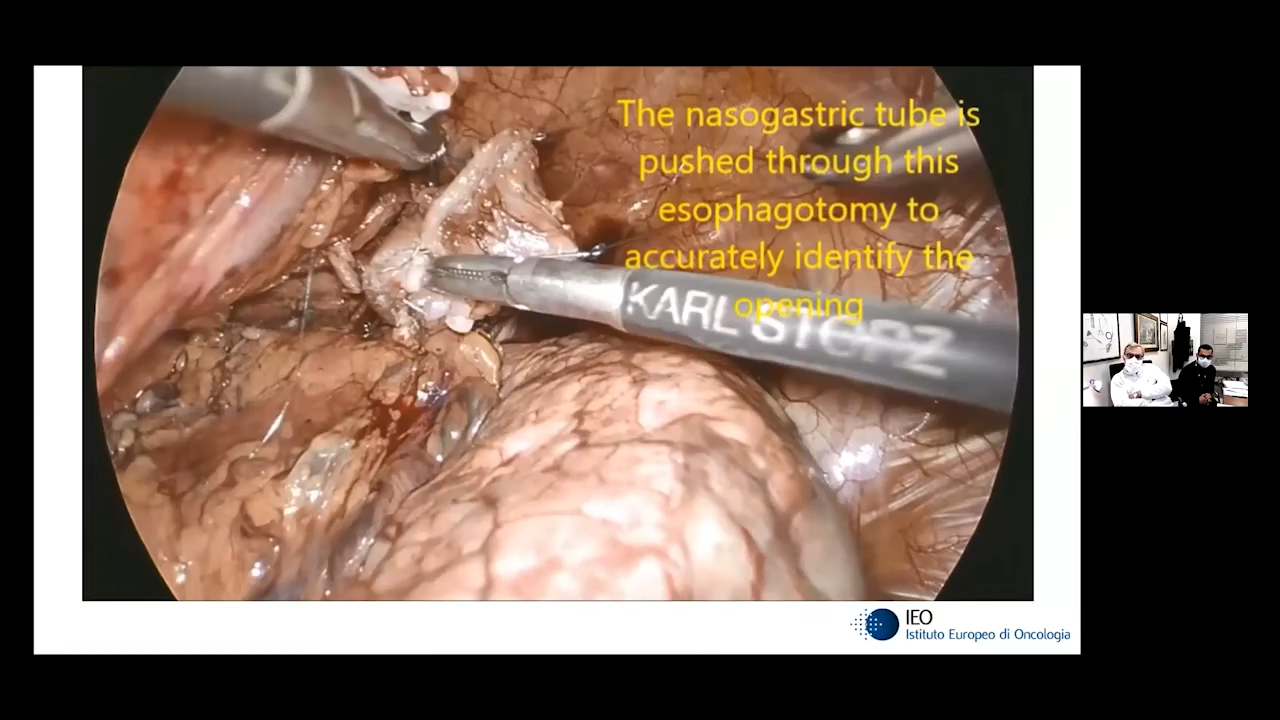 The nasogastric tube is
pushed through this
esophagotomy to
accurately identify the
opening
KARL STORZ
IEO
Istituto Europeo di Oncologia